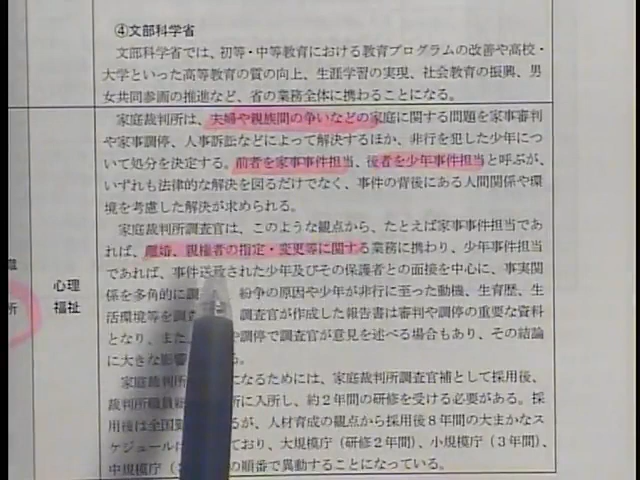 ④文部科学省
文部科学省では、初等・中等教育における教育プログラムの改善や高校・
大学といった高等教育の質の向上、生涯学習の実現、社会教育の振興、男
女共同参画の推進など、省の業務全体に携わることになる。
家庭裁判所は、夫婦や親族間の争いなどの家庭に関する問題を家事審判
や家事調停、人事訴訟などによって解決するほか、非行を犯した少年につ
いて処分を決定する。前者を家事事件担当、後者を少年事件担当と呼ぶが、
いずれも法律的な解決を図るだけでなく、事件の背後にある人間関係や環
境を考慮した解決が求められる。
家庭裁判所調査官は、このような観点から、たとえば家事事件担当であ
れば、離婚、親権者の指定・変更等に関する業務に携わり、少年事件担当
であれば、事件送致された少年及びその保護者との面接を中心に、事実関
係を多角的に調 紛争の原因や少年が非行に至った動機、生育歴、生
活環境等を調査 調査官が作成した報告書は審判や調停の重要な資料
となり、また、 や調停で調査官が意見を述べる場合もあり、その結論
に大きな影響 る。
家庭裁判所 になるためには、家庭裁判所調査官補として採用後、
裁判所職員 所に入所し、約2年間の研修を受ける必要がある。採
用後は全国 るが、人材育成の観点から採用後8年間の大まかなス
ケジュール ており、大規模庁（研修2年間）、小規模庁（3年間）、
中規模庁（ の順番で異動することになっている。
心理
福祉
職
所